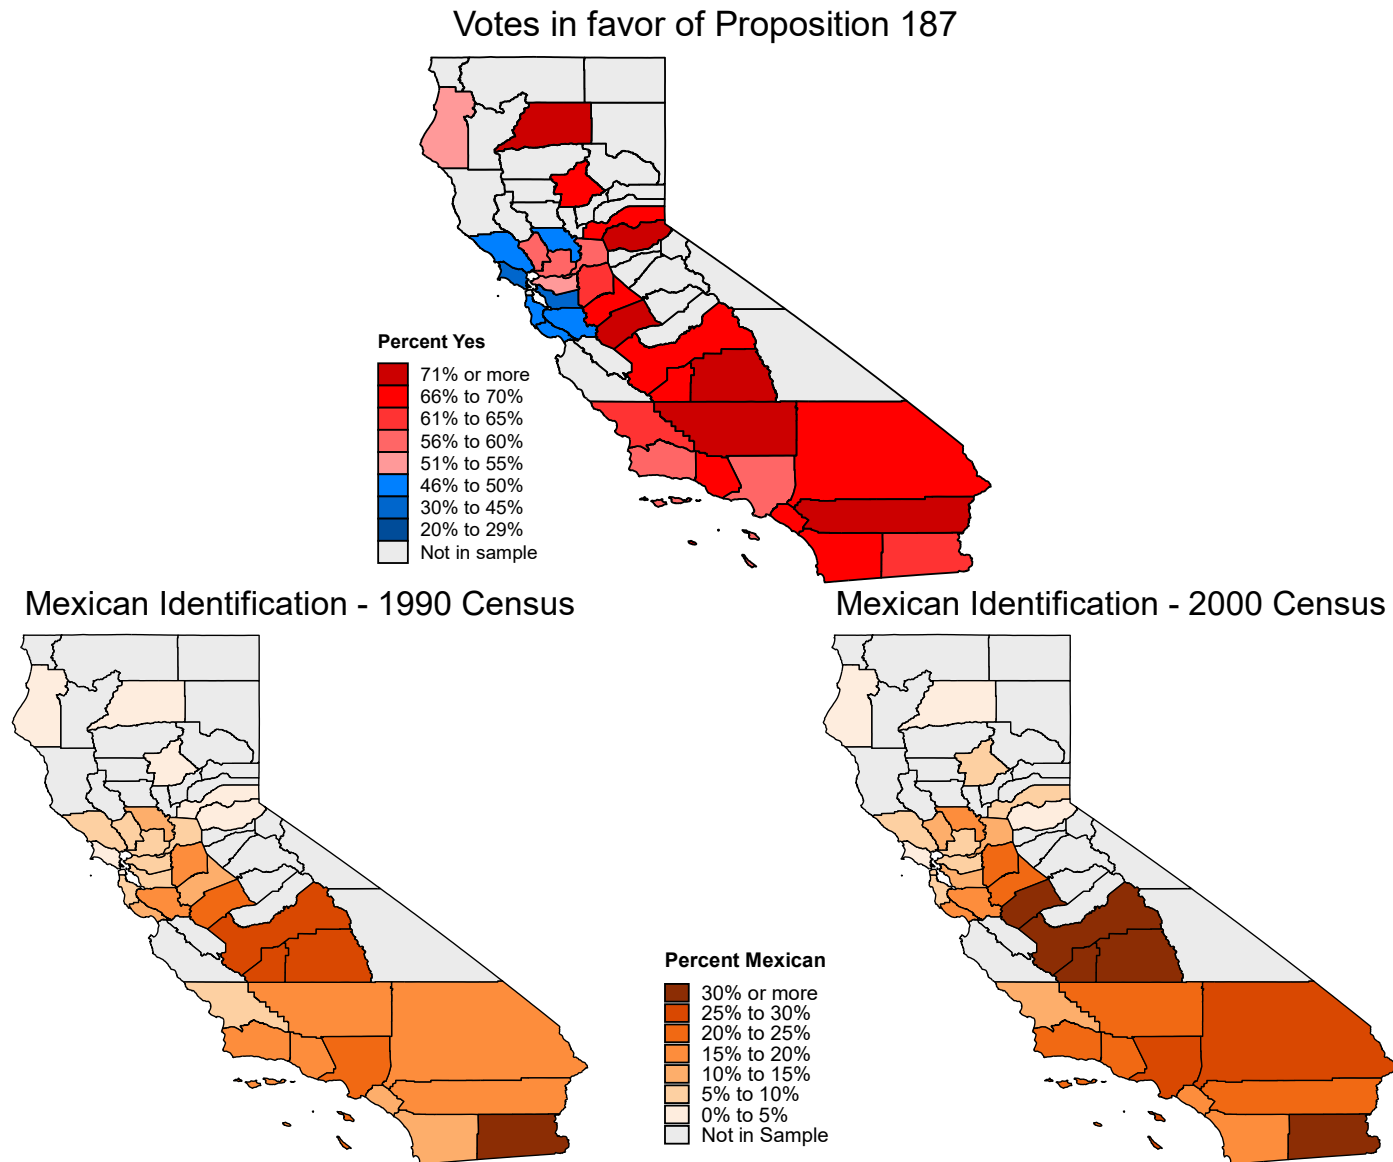 Votes in favor of Proposition 187
Percent Yes
71% or more
66% to 70%
61% to 65%
56% to 60%
51% to 55%
46% to 50%
30% to 45%
20% to 29%
Not in sample
Mexican Identification - 1990 Census
Mexican Identification - 2000 Census
Percent Mexican
30% or more
25% to 30%
20% to 25%
15% to 20%
10% to 15%
5% to 10%
0% to 5%
Not in Sample